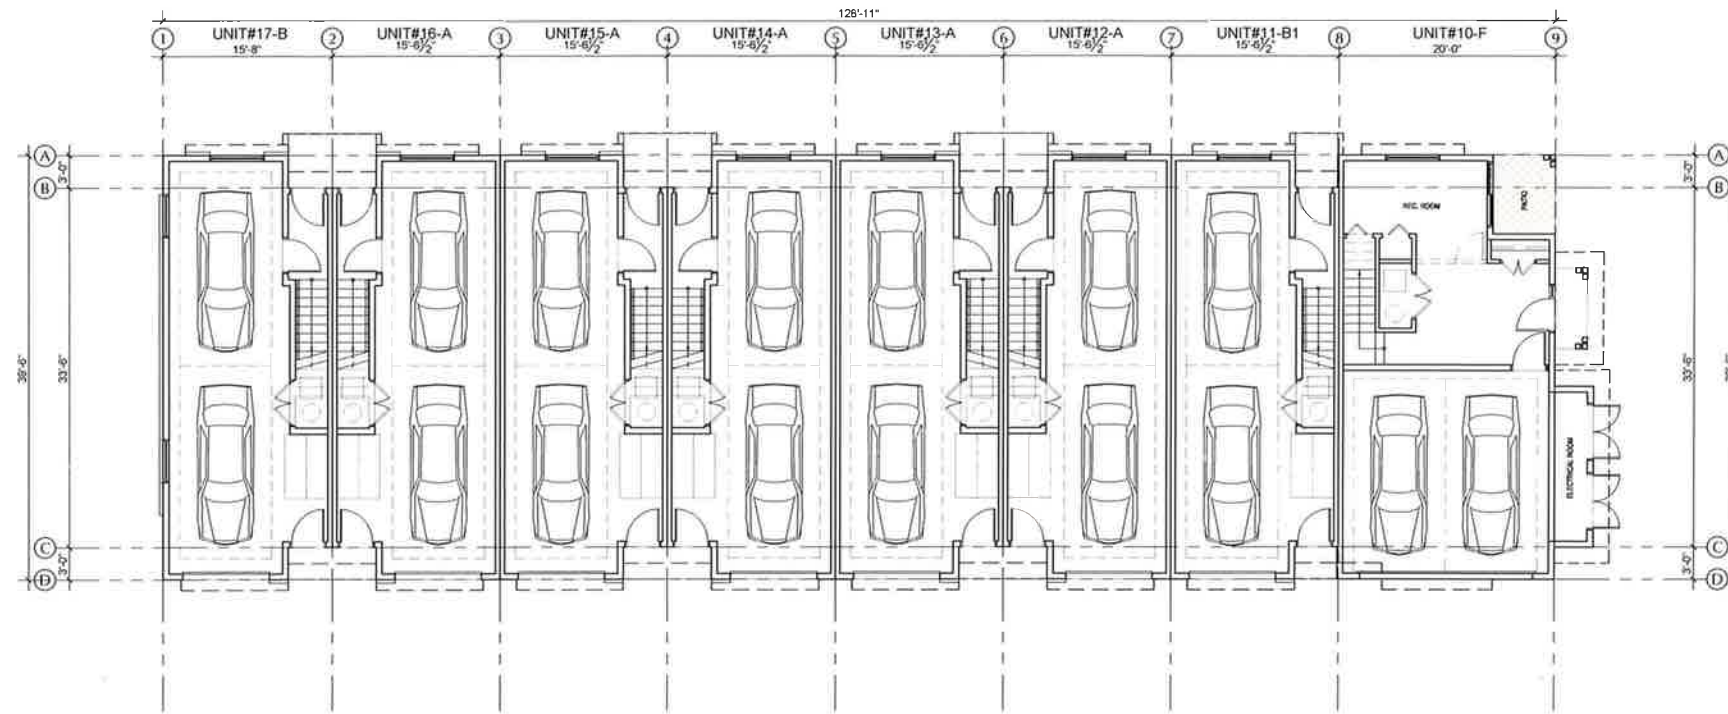 128'-11"
1 UNIT#17-B 2 UNIT#16-A 3 UNIT#15-A 4 UNIT#14-A 5 UNIT#13-A 6 UNIT#12-A 7 UNIT#11-B1 8 UNIT#10-F 9
15'-8" 15'-6½" 15'-6½" 15'-6½" 15'-6½" 15'-6½" 15'-6½" 20'-0"
A A
3'-0" 3'-0"
B B
REC. ROOM
PATIO
39'-6"
33'-6" 33'-6"
ELECTRICAL ROOM
C C
3'-0" 3'-0"
D D